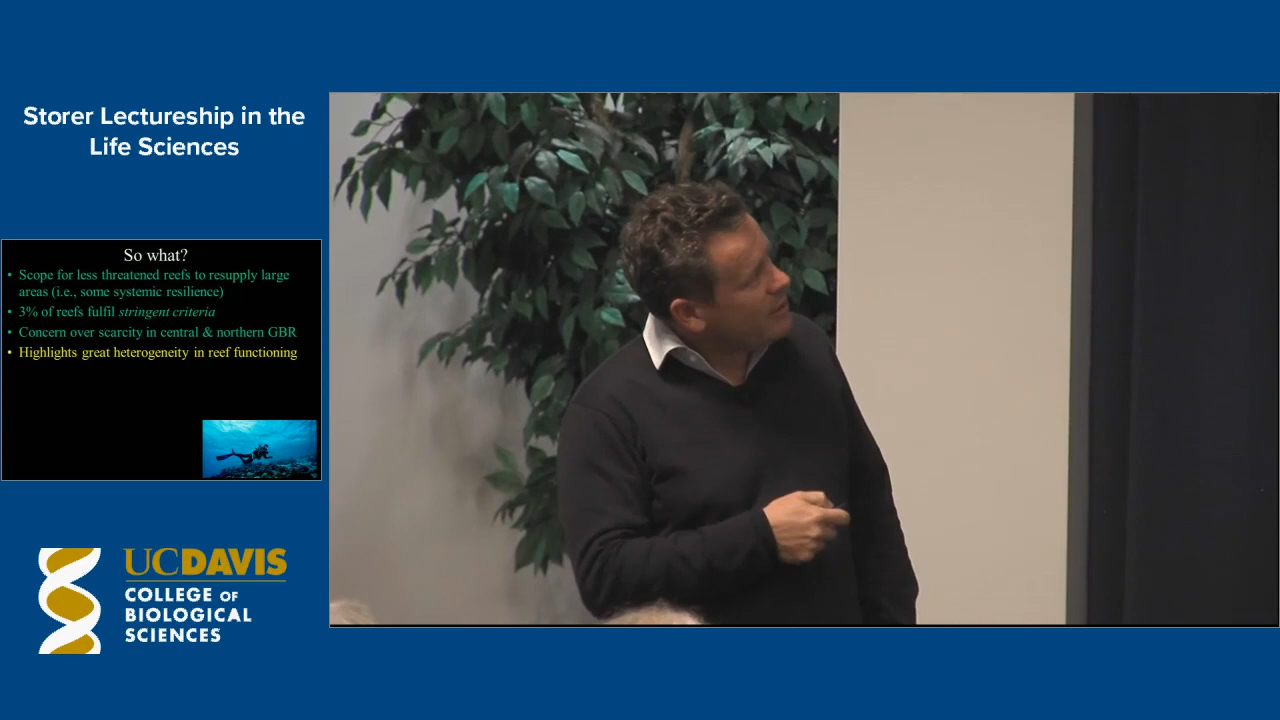 Storer Lectureship in the
Life Sciences
So what?
• Scope for less threatened reefs to resupply large
areas (i.e., some systemic resilience)
• 3% of reefs fulfil stringent criteria
• Concern over scarcity in central & northern GBR
• Highlights great heterogeneity in reef functioning
UCDAVIS
COLLEGE OF
BIOLOGICAL
SCIENCES